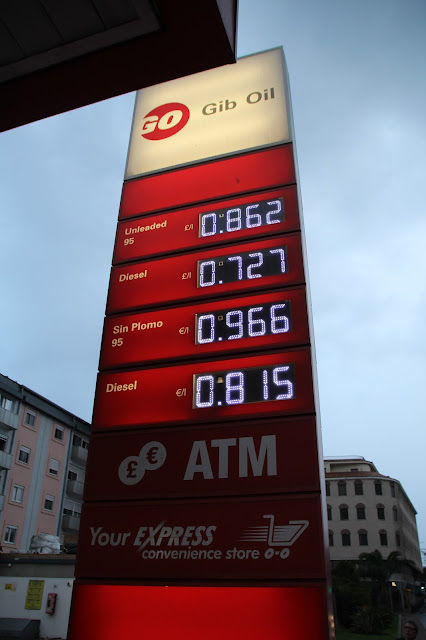 GO Gib Oil
Unleaded
95
£/l 0.862
Diesel £/l 0.727
Sin Plomo
95
€/l 0.966
Diesel €/l 0.815
£ € ATM
Your EXPRESS
convenience store